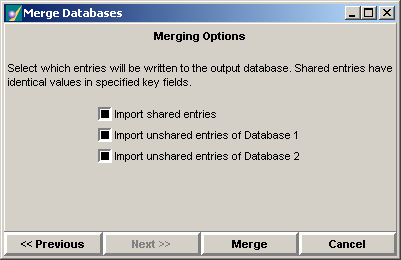 Merge Databases
Merging Options
Select which entries will be written to the output database. Shared entries have
identical values in specified key fields.
Import shared entries
Import unshared entries of Database 1
Import unshared entries of Database 2
<< Previous
Next >>
Merge
Cancel